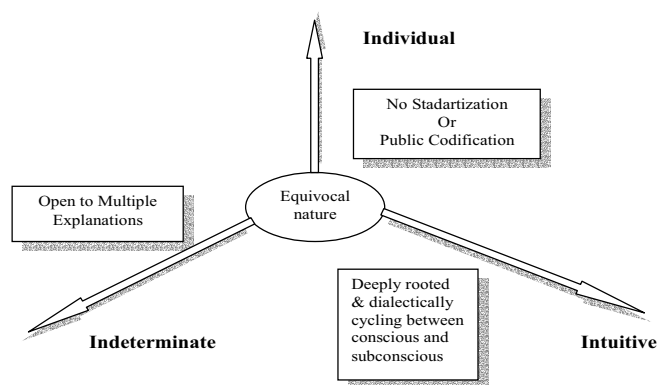 Individual
No Stadartization
Or
Public Codification
Equivocal
nature
Open to Multiple
Explanations
Deeply rooted
& dialectically
cycling between
conscious and
subconscious
Indeterminate
Intuitive